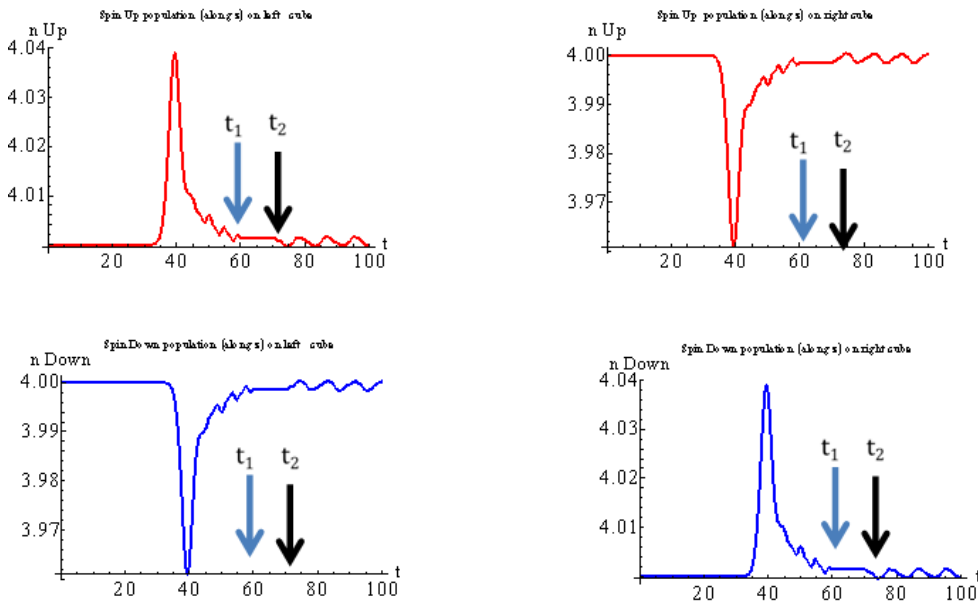 Spin Up population (along s) on left cube
n Up
4.04
4.03
4.02
4.01
t₁
t₂
20 40 60 80 100 t
Spin Up population (along s) on right cube
n Up
4.00
3.99
3.98
3.97
t₁
t₂
20 40 60 80 100 t
Spin Down population (along s) on left cube
n Down
4.00
3.99
3.98
3.97
t₁
t₂
20 40 60 80 100 t
Spin Down population (along s) on right cube
n Down
4.04
4.03
4.02
4.01
t₁
t₂
20 40 60 80 100 t